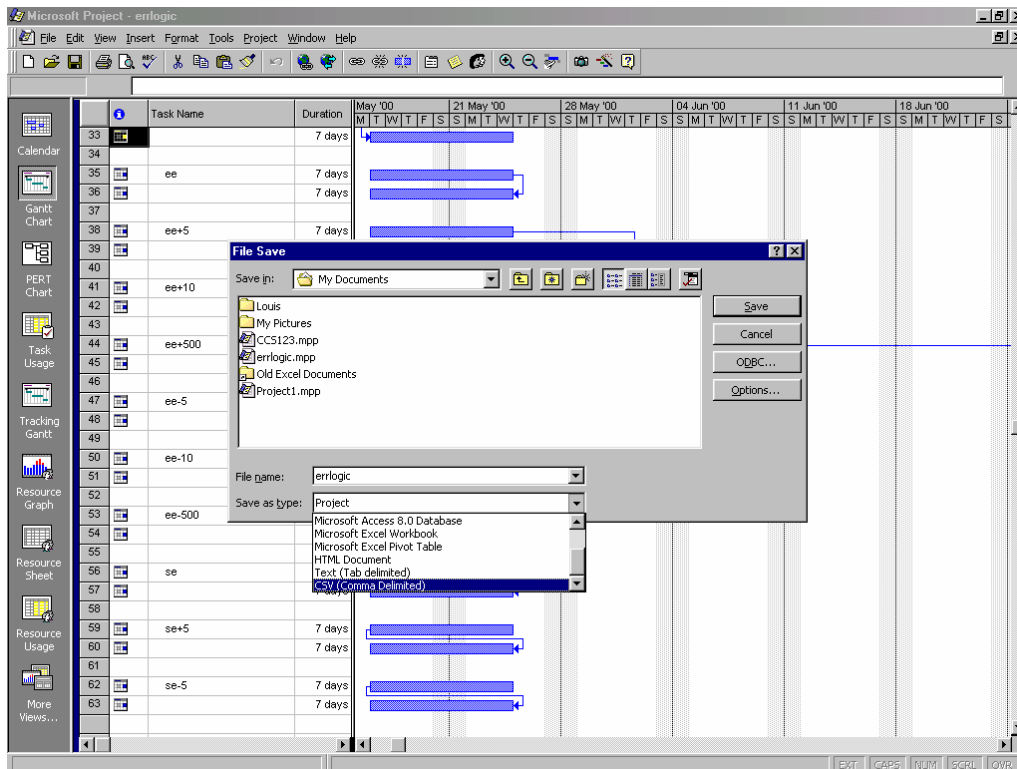 Microsoft Project - errlogic
File Edit View Insert Format Tools Project Window Help
Task Name Duration
May '00 21 May '00 28 May '00 04 Jun '00 11 Jun '00 18 Jun '00
M T W T F S S M T W T F S S M T W T F S S M T W T F S S M T W T F S S M T W T F S
33 7 days
34
35 ee 7 days
36 7 days
37
38 ee+5 7 days
39
40
41 ee+10
42
43
44 ee+500
45
46
47 ee-5
48
49
50 ee-10
51
52
53 ee-500
54
55
56 se
57
58
59 se+5 7 days
60 7 days
61
62 se-5 7 days
63 7 days
Calendar
Gantt
Chart
PERT
Chart
Task
Usage
Tracking
Gantt
Resource
Graph
Resource
Sheet
Resource
Usage
More
Views...
File Save
Save in: My Documents
Louis
My Pictures
CCS123.mpp
errlogic.mpp
Old Excel Documents
Project1.mpp
Save
Cancel
ODBC...
Options...
File name: errlogic
Save as type: Project
Microsoft Access 8.0 Database
Microsoft Excel Workbook
Microsoft Excel Pivot Table
HTML Document
Text (Tab delimited)
CSV (Comma Delimited)
EXT CAPS NUM SCRL OVR